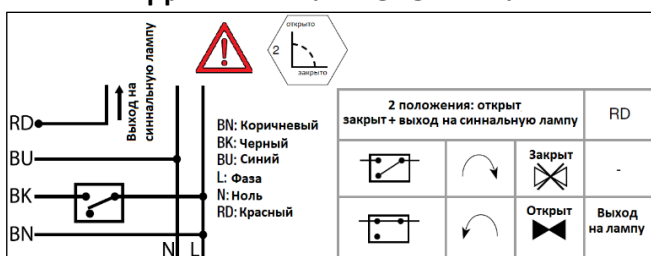 открыто
2
закрыто
Выход на
синнальную лампу
RD
BU
BK
BN
N
L
BN: Коричневый
BK: Черный
BU: Синий
L: Фаза
N: Ноль
RD: Красный
2 положения: открыт
закрыт + выход на синнальную лампу
RD
Закрыт
-
Открыт
Выход
на лампу